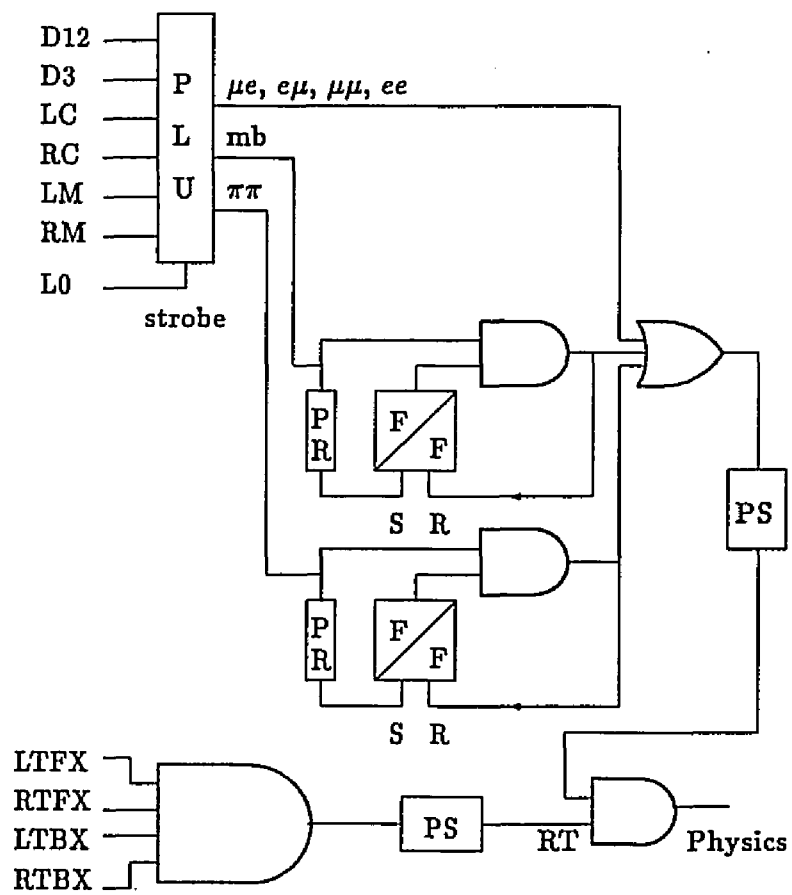 D12
D3
LC
RC
LM
RM
L0
P
L
U
strobe
μe, eμ, μμ, ee
mb
ππ
P
R
F
F
S R
PS
P
R
F
F
S R
LTFX
RTFX
LTBX
RTBX
PS
RT
Physics